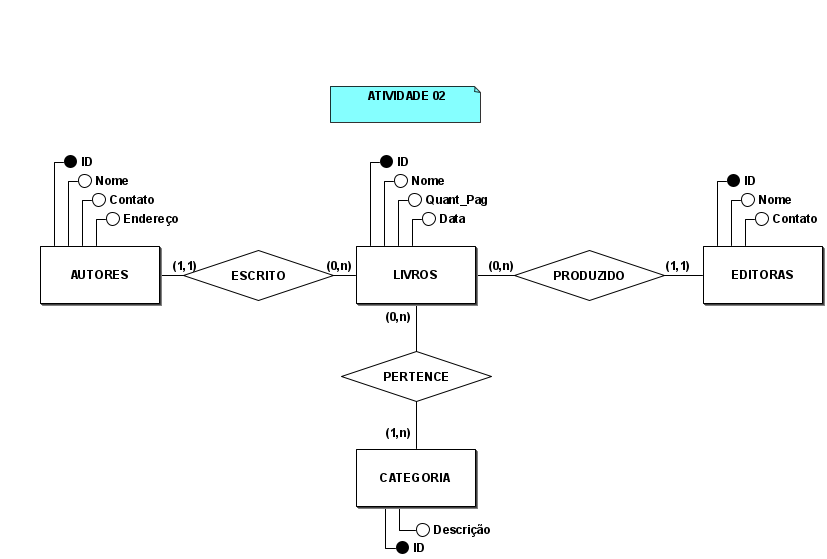 ATIVIDADE 02
ID
Nome
Contato
Endereço
ID
Nome
Quant_Pag
Data
ID
Nome
Contato
AUTORES
(1,1)
ESCRITO
(0,n)
LIVROS
(0,n)
PRODUZIDO
(1,1)
EDITORAS
(0,n)
PERTENCE
(1,n)
CATEGORIA
Descrição
ID